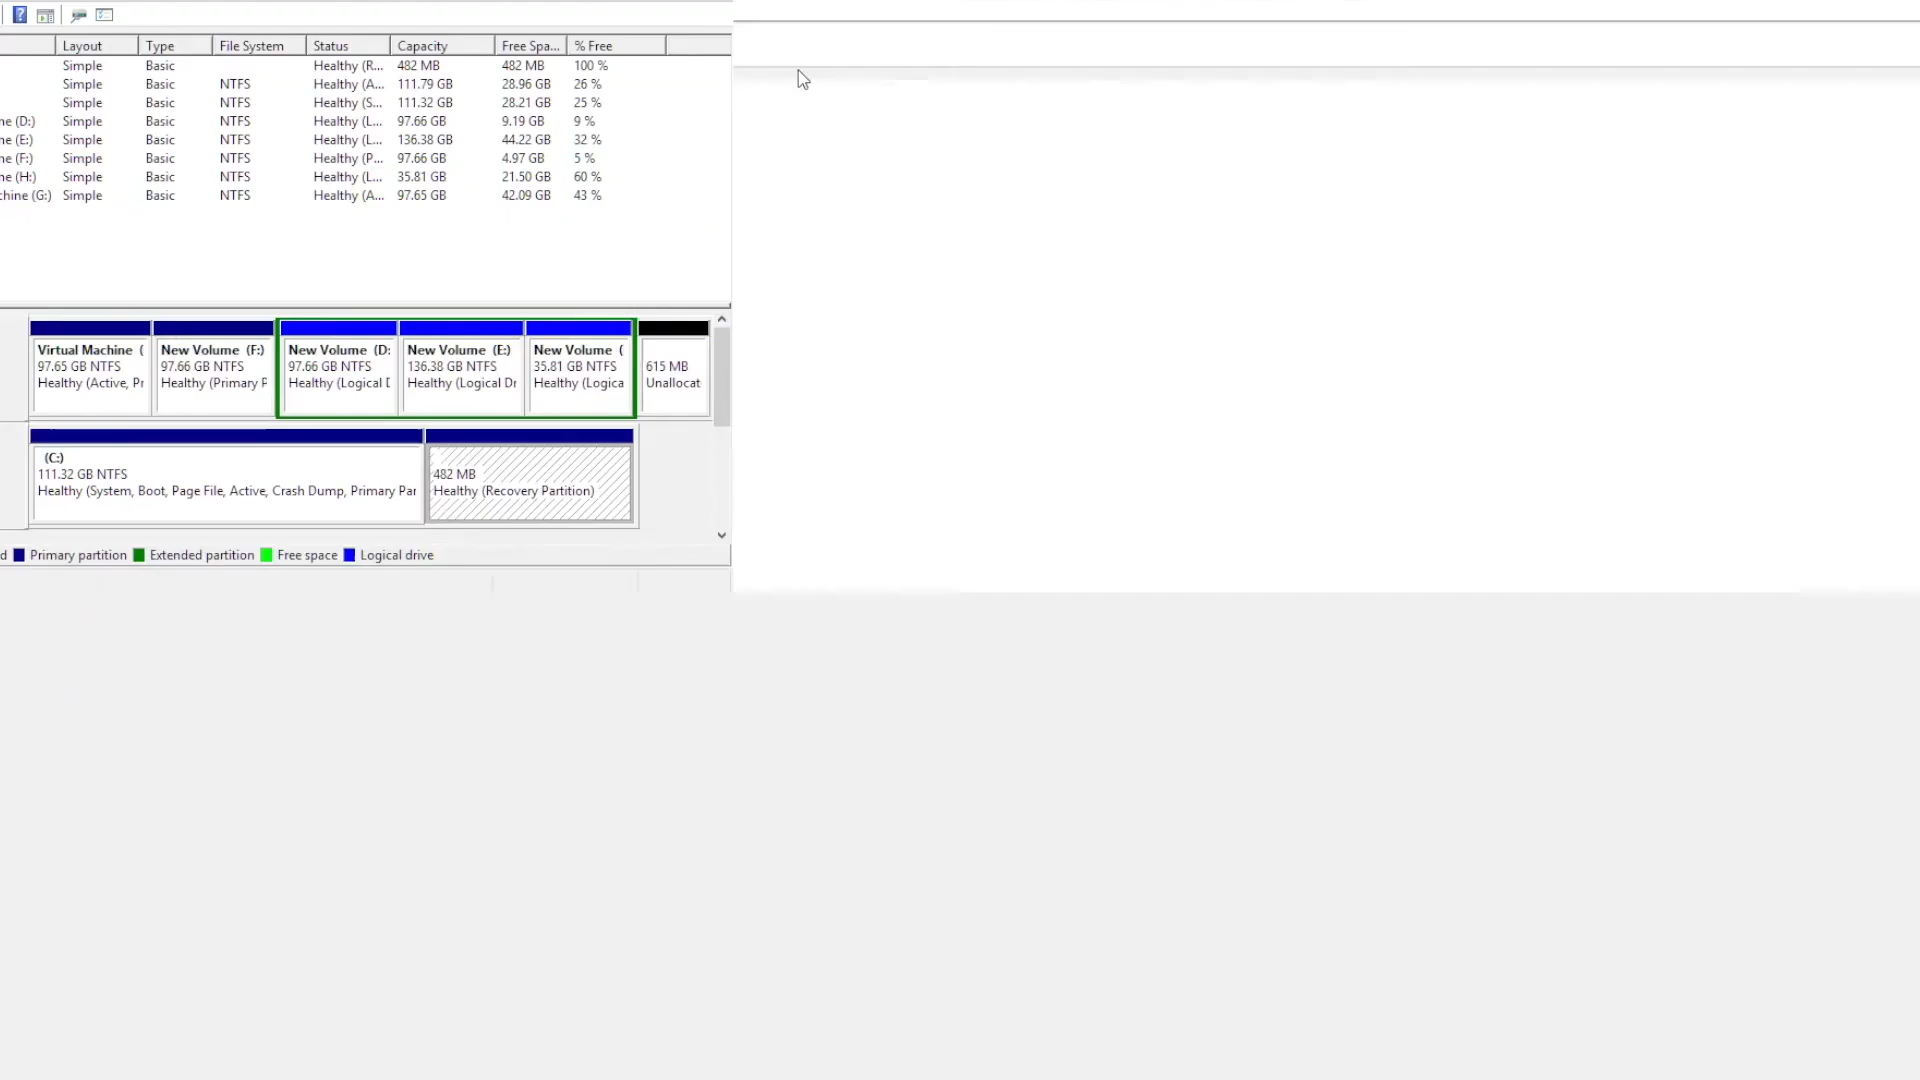 Layout Type File System Status Capacity Free Spa... % Free
Simple Basic Healthy (R... 482 MB 482 MB 100 %
Simple Basic NTFS Healthy (A... 111.79 GB 28.96 GB 26 %
Simple Basic NTFS Healthy (S... 111.32 GB 28.21 GB 25 %
ne (D:) Simple Basic NTFS Healthy (L... 97.66 GB 9.19 GB 9 %
ne (E:) Simple Basic NTFS Healthy (L... 136.38 GB 44.22 GB 32 %
ne (F:) Simple Basic NTFS Healthy (P... 97.66 GB 4.97 GB 5 %
ne (H:) Simple Basic NTFS Healthy (L... 35.81 GB 21.50 GB 60 %
chine (G:) Simple Basic NTFS Healthy (A... 97.65 GB 42.09 GB 43 %
Virtual Machine (
97.65 GB NTFS
Healthy (Active, Pr
New Volume (F:)
97.66 GB NTFS
Healthy (Primary P
New Volume (D:
97.66 GB NTFS
Healthy (Logical D
New Volume (E:)
136.38 GB NTFS
Healthy (Logical Dr
New Volume (
35.81 GB NTFS
Healthy (Logica
615 MB
Unallocat
(C:)
111.32 GB NTFS
Healthy (System, Boot, Page File, Active, Crash Dump, Primary Par
482 MB
Healthy (Recovery Partition)
d Primary partition Extended partition Free space Logical drive